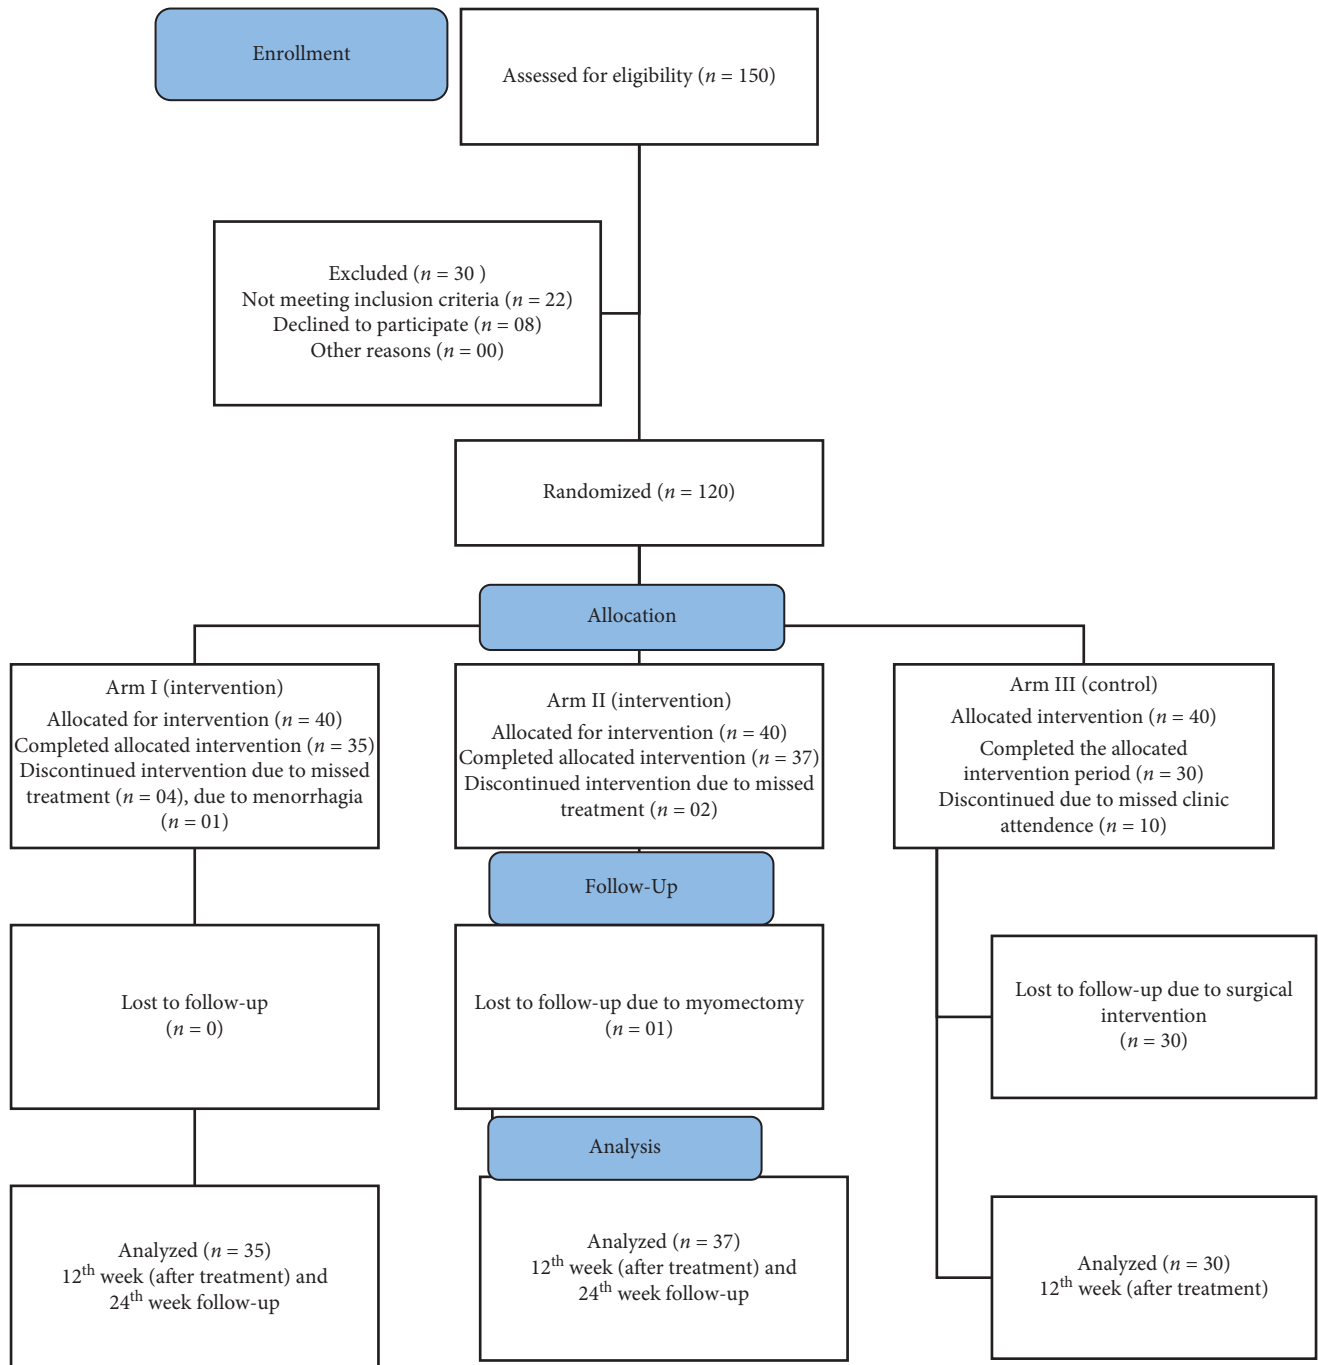 Enrollment
Assessed for eligibility (n = 150)
Excluded (n = 30 )
Not meeting inclusion criteria (n = 22)
Declined to participate (n = 08)
Other reasons (n = 00)
Randomized (n = 120)
Allocation
Arm I (intervention)
Allocated for intervention (n = 40)
Completed allocated intervention (n = 35)
Discontinued intervention due to missed
treatment (n = 04), due to menorrhagia
(n = 01)
Arm II (intervention)
Allocated for intervention (n = 40)
Completed allocated intervention (n = 37)
Discontinued intervention due to missed
treatment (n = 02)
Arm III (control)
Allocated intervention (n = 40)
Completed the allocated
intervention period (n = 30)
Discontinued due to missed clinic
attendence (n = 10)
Follow-Up
Lost to follow-up
(n = 0)
Lost to follow-up due to myomectomy
(n = 01)
Lost to follow-up due to surgical
intervention
(n = 30)
Analysis
Analyzed (n = 35)
12th week (after treatment) and
24th week follow-up
Analyzed (n = 37)
12th week (after treatment) and
24th week follow-up
Analyzed (n = 30)
12th week (after treatment)